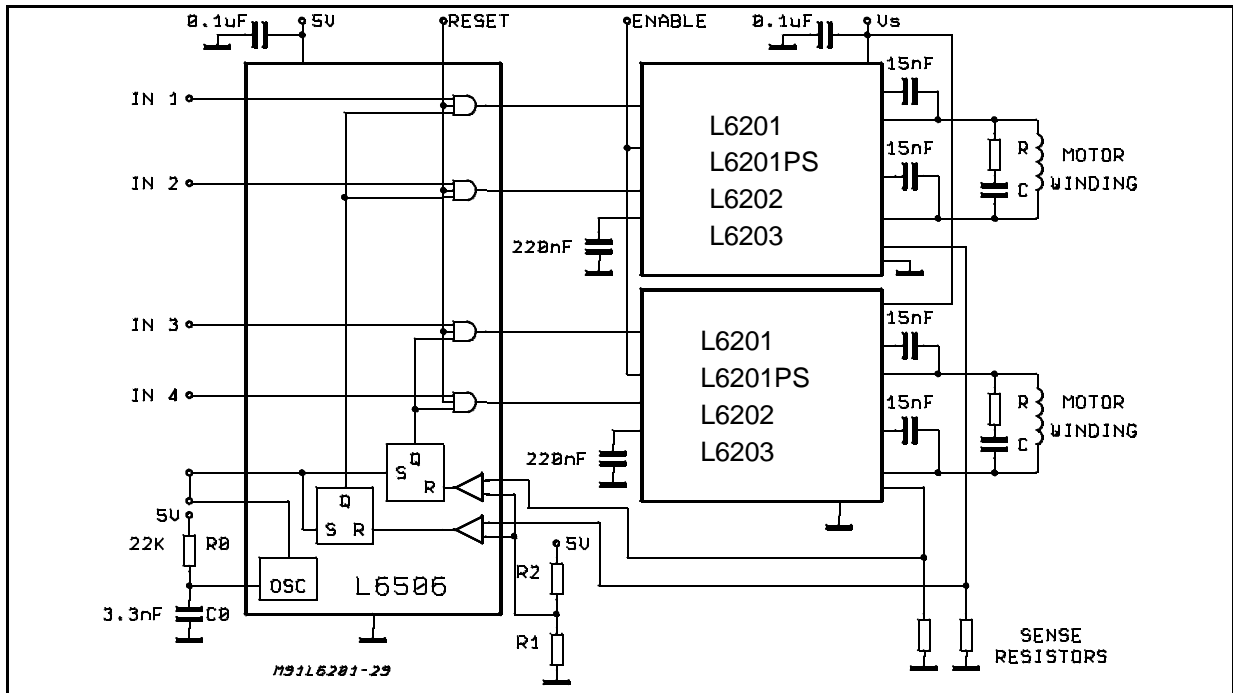 0.1uF
5V
RESET
ENABLE
0.1uF
Vs
15nF
IN 1
L6201
L6201PS
L6202
L6203
R
C
MOTOR
WINDING
15nF
IN 2
220nF
IN 3
15nF
L6201
L6201PS
L6202
L6203
IN 4
R
C
MOTOR
WINDING
15nF
220nF
Q
S
R
Q
S
R
5V
22K
R0
OSC
L6506
5V
R2
3.3nF
C0
R1
SENSE
RESISTORS
M91L6201-29